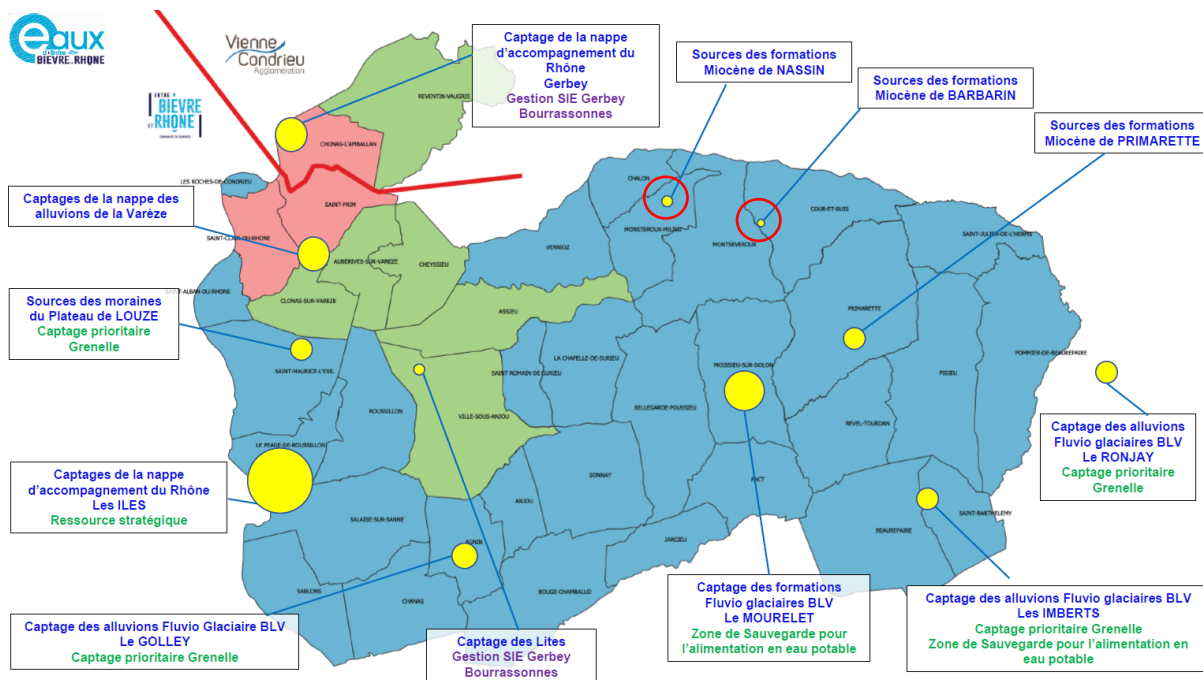 eaux
d'Entre
BIÈVRE ET RHÔNE
Vienne
Condrieu
Agglomération
ENTRE
BIÈVRE
ET
RHÔNE
COMMUNAUTÉ DE COMMUNES
Captage de la nappe
d'accompagnement du
Rhône
Gerbey
Gestion SIE Gerbey
Bourrassonnes
Sources des formations
Miocène de NASSIN
Sources des formations
Miocène de BARBARIN
Sources des formations
Miocène de PRIMARETTE
Captages de la nappe des
alluvions de la Varèze
Sources des moraines
du Plateau de LOUZE
Captage prioritaire
Grenelle
Captages de la nappe
d'accompagnement du Rhône
Les ILES
Ressource stratégique
Captage des alluvions Fluvio Glaciaire BLV
Le GOLLEY
Captage prioritaire Grenelle
Captage des Lites
Gestion SIE Gerbey
Bourrassonnes
Captage des formations
Fluvio glaciaires BLV
Le MOURELET
Zone de Sauvegarde pour
l'alimentation en eau potable
Captage des alluvions Fluvio glaciaires BLV
Les IMBERTS
Captage prioritaire Grenelle
Zone de Sauvegarde pour l'alimentation en
eau potable
Captage des alluvions
Fluvio glaciaires BLV
Le RONJAY
Captage prioritaire
Grenelle
REVENTIN-VAUGRIS
CHONAS-L'AMBALLAN
LES ROCHES-DE-CONDRIEU
SAINT-PRIM
SAINT-CLAIR-DU-RHONE
AUBERIVES-SUR-VAREZE
CHEYSSIEU
VERNIOZ
CHALON
MONSTEROUX-MILIEU
MONTSEVEROUX
COUR-ET-BUIS
SAINT-JULIEN-DE-L'HERMS
SAINT-ALBAN-DU-RHONE
CLONAS-SUR-VAREZE
ASSIEU
PRIMARETTE
SAINT-MAURICE-L'EXIL
LA CHAPELLE-DE-SURIEU
SAINT ROMAIN DE SURIEU
MOISSIEU-SUR-DOLON
PISIEU
POMMIER-DE-BEAUREPAIRE
ROUSSILLON
VILLE-SOUS-ANJOU
BELLEGARDE-POUSSIEU
REVEL-TOURDAN
LE PEAGE-DE-ROUSSILLON
SONNAY
PACT
ANJOU
SAINT-BARTHELEMY
SALAISE-SUR-SANNE
BEAUREPAIRE
AGNIN
JARCIEU
SABLONS
CHANAS
BOUGE-CHAMBALUD